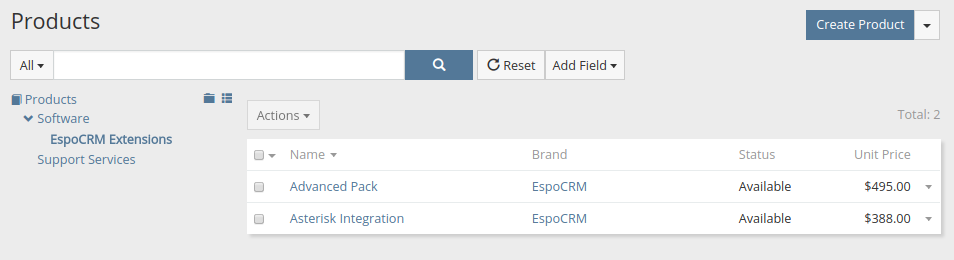 Products
Create Product
All
Reset
Add Field
Products
Software
EspoCRM Extensions
Support Services
Actions
Total: 2
Name Brand Status Unit Price
Advanced Pack EspoCRM Available $495.00
Asterisk Integration EspoCRM Available $388.00